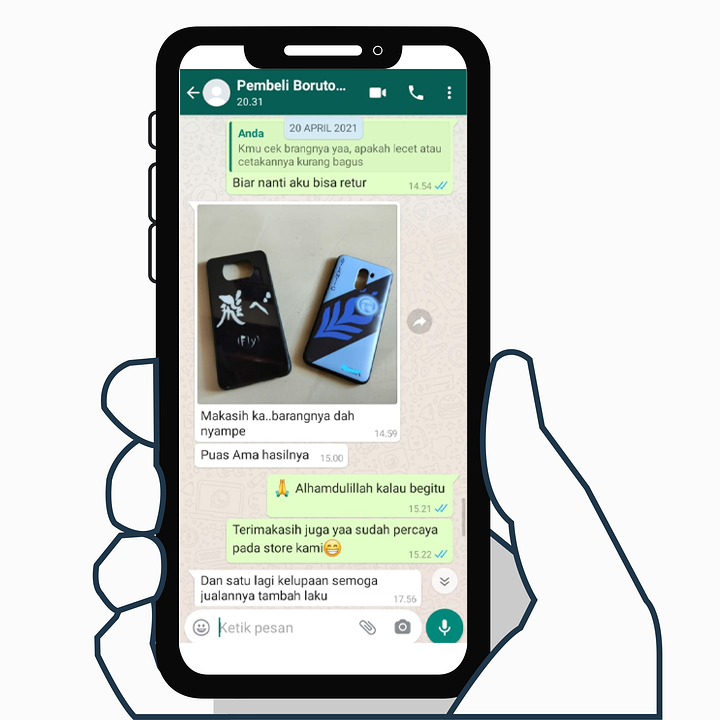 Pembeli Boruto...
20.31
20 APRIL 2021
Anda
Kmu cek brangnya yaa, apakah lecet atau
cetakannya kurang bagus
Biar nanti aku bisa retur
14.54
飛べ
(Fly)
Makasih ka..barangnya dah
nyampe
14.59
Puas Ama hasilnya
15.00
🙏 Alhamdulillah kalau begitu
15.21
Terimakasih juga yaa sudah percaya
pada store kami😁
15.22
Dan satu lagi kelupaan semoga
jualannya tambah laku
17.56
Ketik pesan